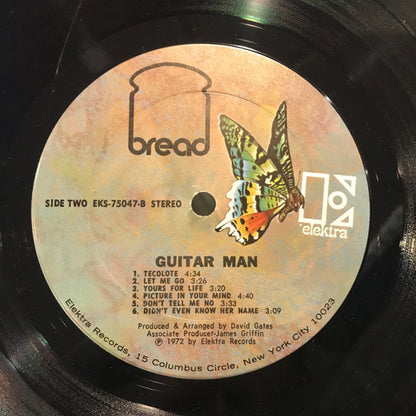 bread
SIDE TWO EKS-75047-B STEREO
elektra
GUITAR MAN
1. TECOLOTE 4:34
2. LET ME GO 3:26
3. YOURS FOR LIFE 3:20
4. PICTURE IN YOUR MIND 4:40
5. DON'T TELL ME NO 3:33
6. DIDN'T EVEN KNOW HER NAME 3:09
Produced & Arranged by David Gates
Associate Producer-James Griffin
Ⓟ 1972 by Elektra Records
Elektra Records, 15 Columbus Circle, New York City 10023